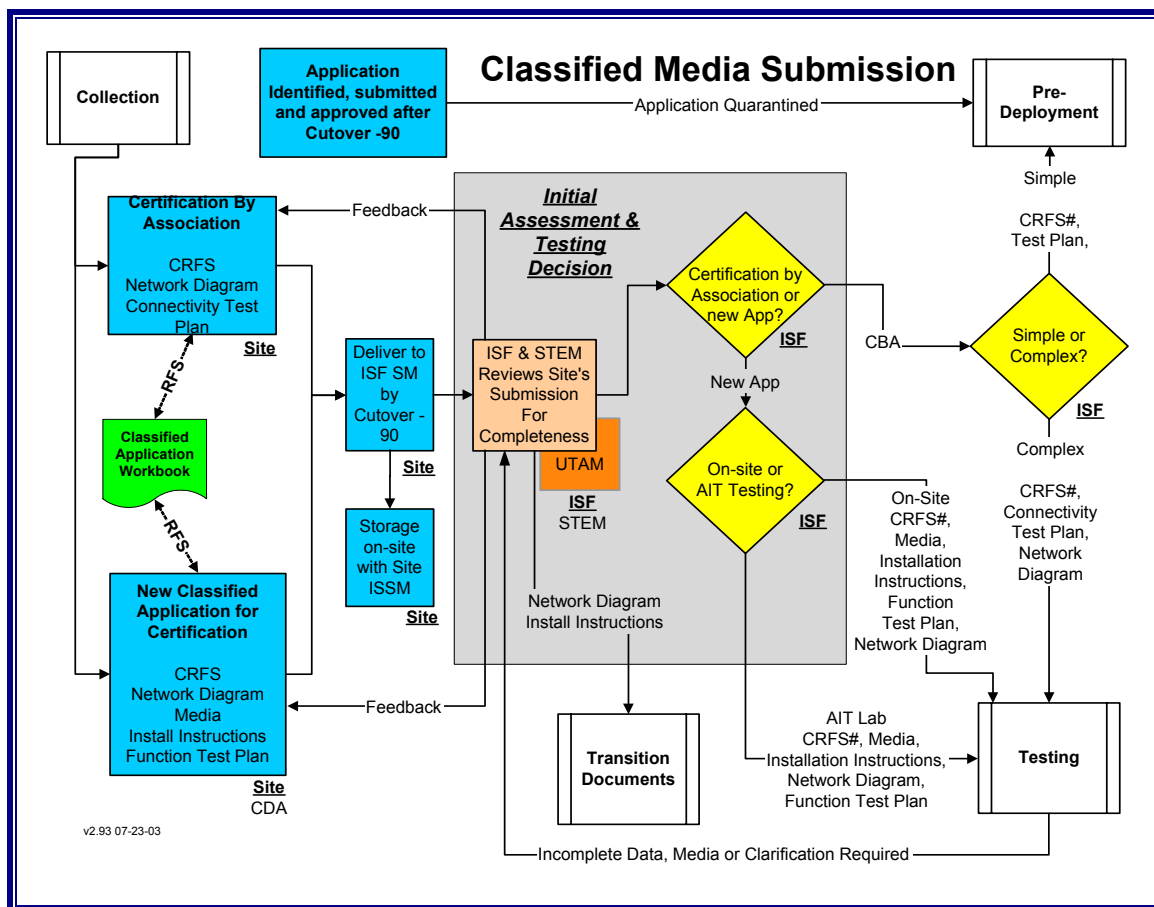 Classified Media Submission
Collection
Application
Identified, submitted
and approved after
Cutover -90
Application Quarantined
Pre-
Deployment
Simple
CRFS#,
Test Plan,
Certification By
Association
CRFS
Network Diagram
Connectivity Test
Plan
Site
Feedback
Initial
Assessment &
Testing
Decision
Certification by
Association or
new App?
ISF
CBA
Simple or
Complex?
ISF
Complex
CRFS#,
Connectivity
Test Plan,
Network
Diagram
RFS
Classified
Application
Workbook
RFS
Deliver to
ISF SM
by
Cutover -
90
Site
Storage
on-site
with Site
ISSM
Site
ISF & STEM
Reviews Site's
Submission
For
Completeness
UTAM
ISF
STEM
New App
On-site or
AIT Testing?
ISF
On-Site
CRFS#,
Media,
Installation
Instructions,
Function
Test Plan,
Network Diagram
Network Diagram
Install Instructions
New Classified
Application for
Certification
CRFS
Network Diagram
Media
Install Instructions
Function Test Plan
Site
CDA
Feedback
Transition
Documents
AIT Lab
CRFS#, Media,
Installation Instructions,
Network Diagram,
Function Test Plan
Testing
v2.93 07-23-03
Incomplete Data, Media or Clarification Required